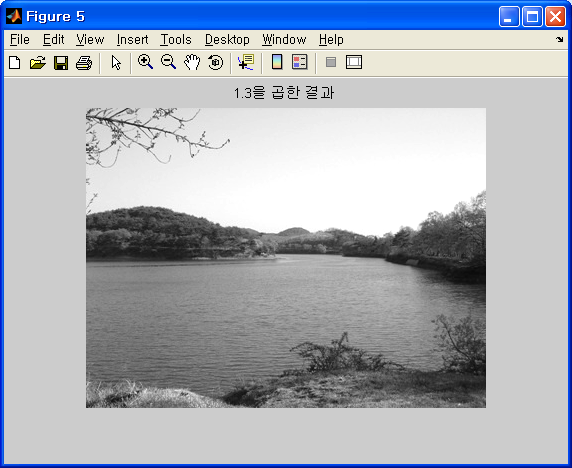 Figure 5
File Edit View Insert Tools Desktop Window Help
1.3을 곱한 결과